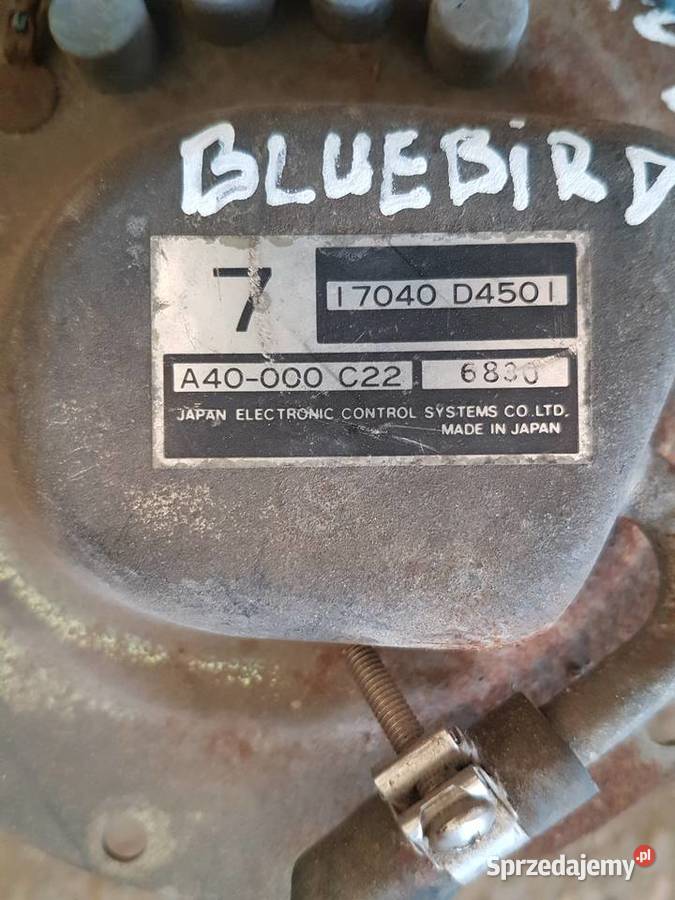 BLUEBIRD
7
17040 D4501
A40-000 C22 6830
JAPAN ELECTRONIC CONTROL SYSTEMS CO. LTD.
MADE IN JAPAN
Sprzedajemy.pl